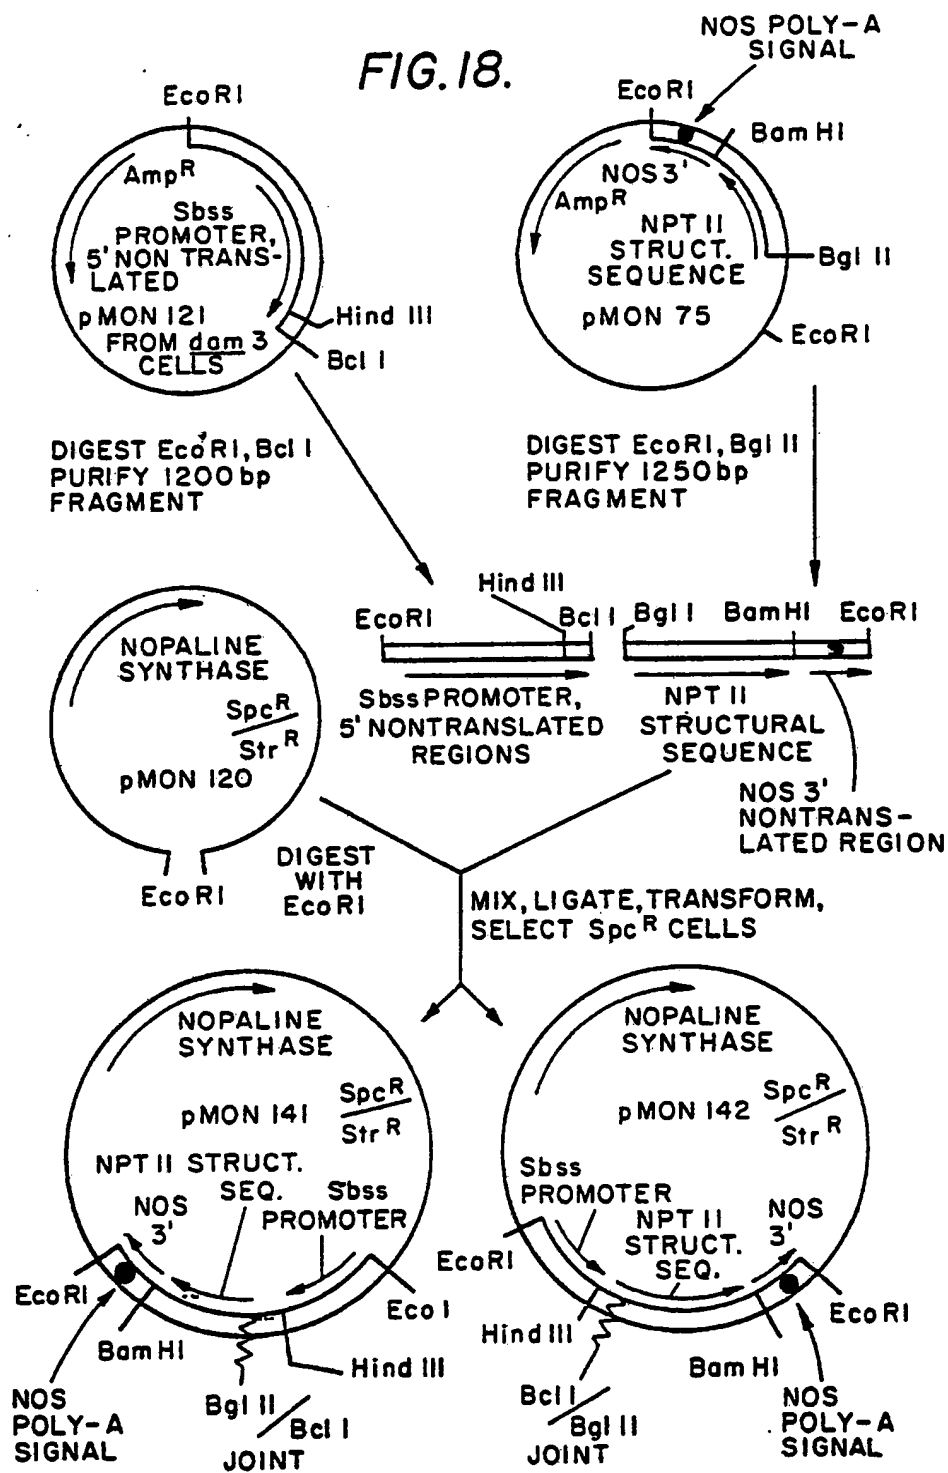 FIG. 18.
NOS POLY-A
SIGNAL
EcoRI
AmpR
Sbss
PROMOTER,
5' NON TRANS-
LATED
pMON 121
FROM dam 3
CELLS
Hind III
Bcl I
EcoRI
Bam HI
NOS 3'
AmpR
NPT II
STRUCT.
SEQUENCE
pMON 75
Bgl II
EcoRI
DIGEST EcoRI, Bcl I
PURIFY 1200 bp
FRAGMENT
DIGEST EcoRI, Bgl II
PURIFY 1250 bp
FRAGMENT
NOPALINE
SYNTHASE
SpcR
StrR
pMON 120
EcoRI
EcoRI
Hind III
Bcl I
Bgl I
BamHI
EcoRI
Sbss PROMOTER,
5' NONTRANSLATED
REGIONS
NPT II
STRUCTURAL
SEQUENCE
NOS 3'
NONTRANS-
LATED REGION
DIGEST
WITH
EcoRI
MIX, LIGATE, TRANSFORM,
SELECT SpcR CELLS
NOPALINE
SYNTHASE
pMON 141
SpcR
StrR
NPT II STRUCT.
SEQ.
Sbss
PROMOTER
NOS
3'
EcoRI
Bam HI
Eco I
Hind III
Bgl II
Bcl I
JOINT
NOS
POLY-A
SIGNAL
NOPALINE
SYNTHASE
pMON 142
SpcR
StrR
Sbss
PROMOTER
NPT II
STRUCT.
SEQ.
NOS
3'
EcoRI
Hind III
Bam HI
EcoRI
Bcl I
Bgl II
JOINT
NOS
POLY-A
SIGNAL